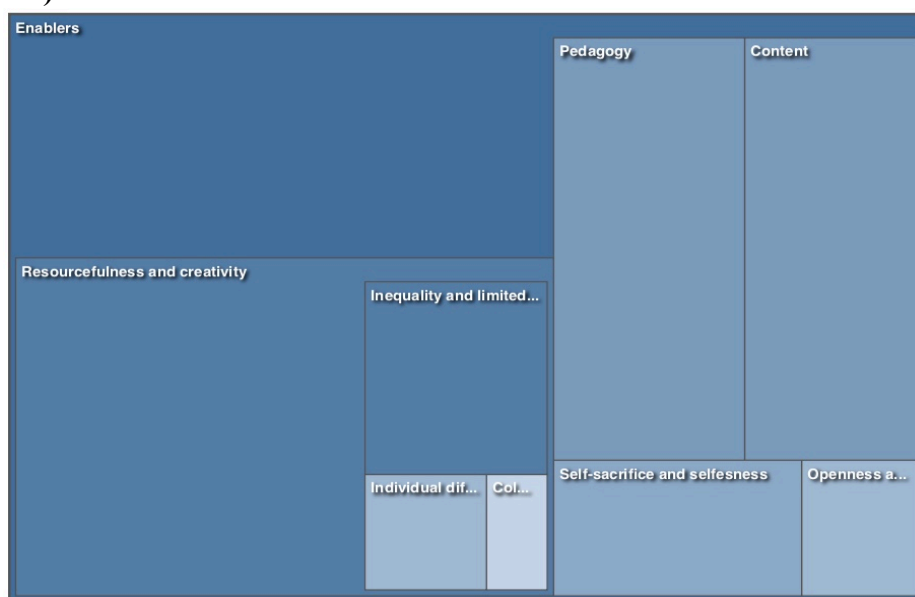 Enablers
Pedagogy
Content
Resourcefulness and creativity
Inequality and limited...
Individual dif...
Col...
Self-sacrifice and selfesness
Openness a...